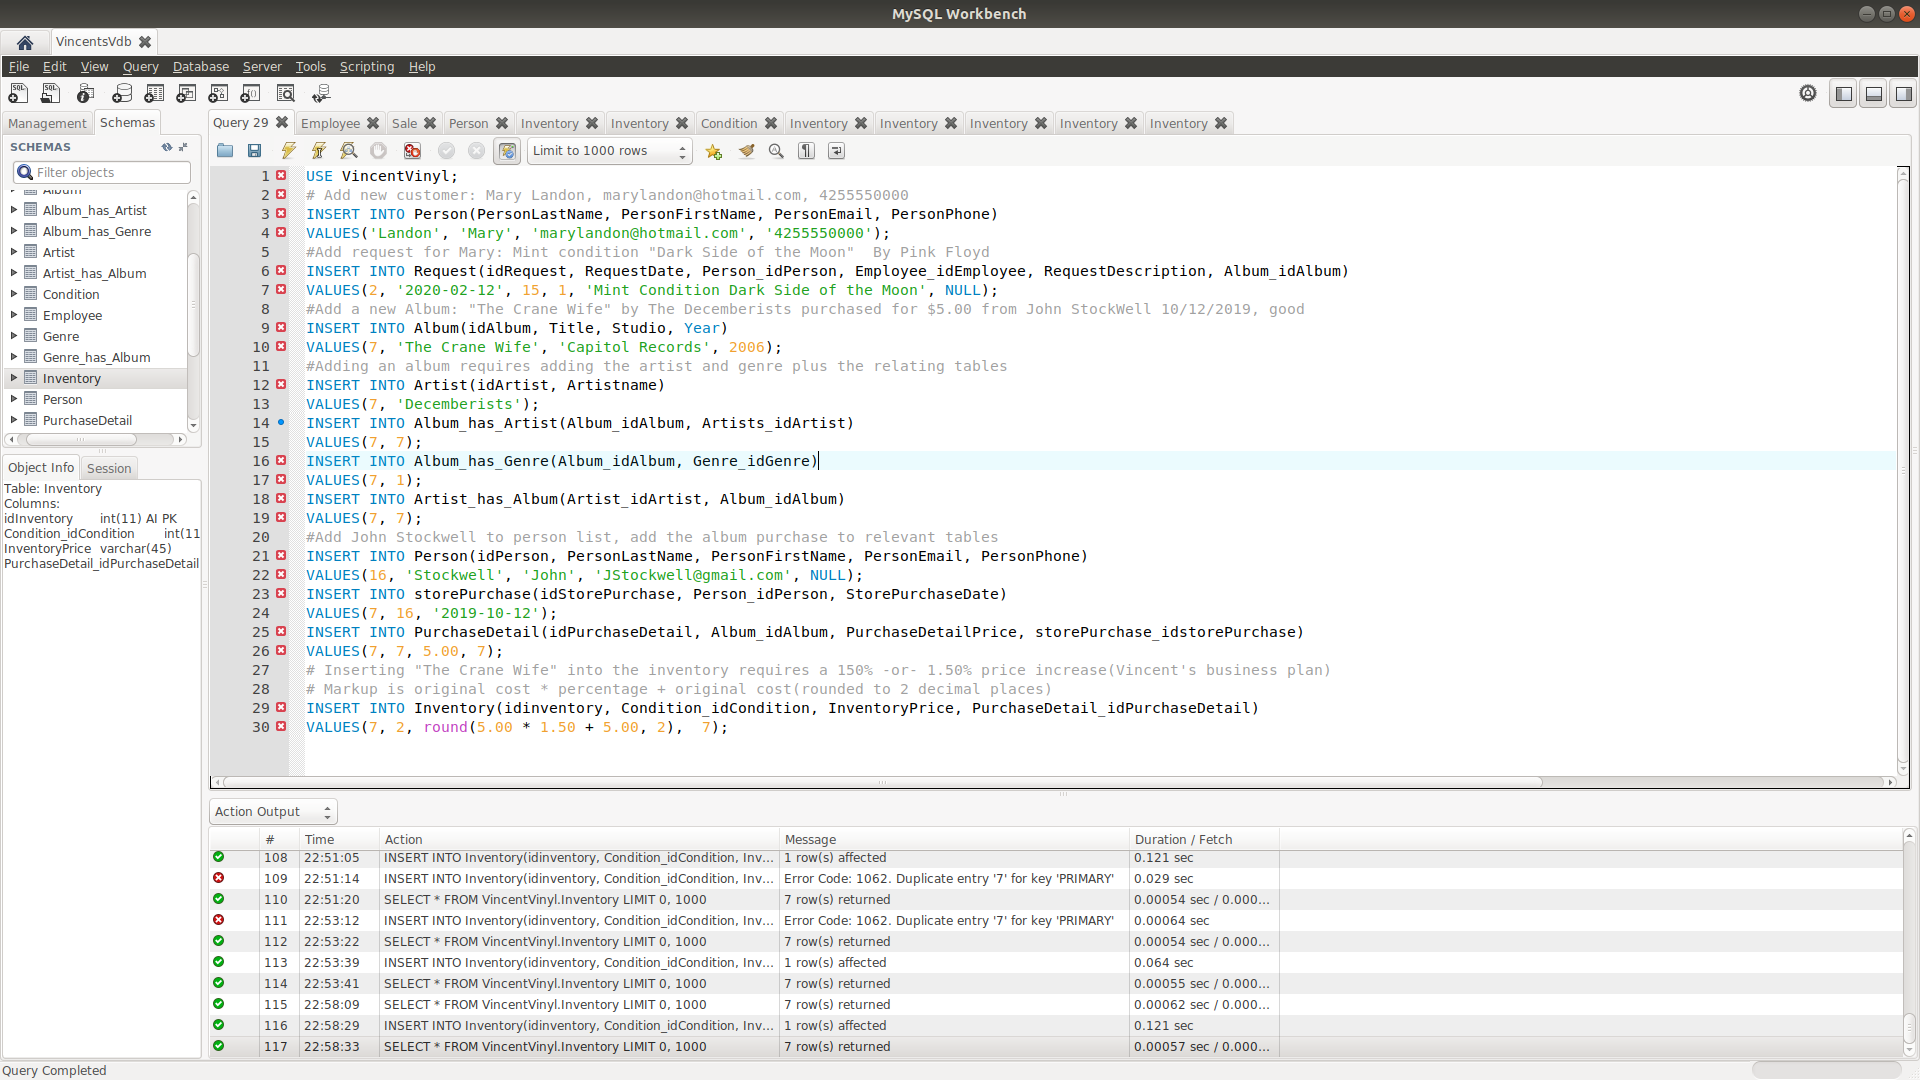 MySQL Workbench
VincentsVdb
File Edit View Query Database Server Tools Scripting Help
Management Schemas
Query 29 Employee Sale Person Inventory Inventory Condition Inventory Inventory Inventory Inventory Inventory
SCHEMAS
Filter objects
Limit to 1000 rows
Album
Album_has_Artist
Album_has_Genre
Artist
Artist_has_Album
Condition
Employee
Genre
Genre_has_Album
Inventory
Person
PurchaseDetail
Object Info Session
Table: Inventory
Columns:
idInventory int(11) AI PK
Condition_idCondition int(11
InventoryPrice varchar(45)
PurchaseDetail_idPurchaseDetail
1 USE VincentVinyl;
2 # Add new customer: Mary Landon, marylandon@hotmail.com, 4255550000
3 INSERT INTO Person(PersonLastName, PersonFirstName, PersonEmail, PersonPhone)
4 VALUES('Landon', 'Mary', 'marylandon@hotmail.com', '4255550000');
5 #Add request for Mary: Mint condition "Dark Side of the Moon"  By Pink Floyd
6 INSERT INTO Request(idRequest, RequestDate, Person_idPerson, Employee_idEmployee, RequestDescription, Album_idAlbum)
7 VALUES(2, '2020-02-12', 15, 1, 'Mint Condition Dark Side of the Moon', NULL);
8 #Add a new Album: "The Crane Wife" by The Decemberists purchased for $5.00 from John StockWell 10/12/2019, good
9 INSERT INTO Album(idAlbum, Title, Studio, Year)
10 VALUES(7, 'The Crane Wife', 'Capitol Records', 2006);
11 #Adding an album requires adding the artist and genre plus the relating tables
12 INSERT INTO Artist(idArtist, Artistname)
13 VALUES(7, 'Decemberists');
14 INSERT INTO Album_has_Artist(Album_idAlbum, Artists_idArtist)
15 VALUES(7, 7);
16 INSERT INTO Album_has_Genre(Album_idAlbum, Genre_idGenre)
17 VALUES(7, 1);
18 INSERT INTO Artist_has_Album(Artist_idArtist, Album_idAlbum)
19 VALUES(7, 7);
20 #Add John Stockwell to person list, add the album purchase to relevant tables
21 INSERT INTO Person(idPerson, PersonLastName, PersonFirstName, PersonEmail, PersonPhone)
22 VALUES(16, 'Stockwell', 'John', 'JStockwell@gmail.com', NULL);
23 INSERT INTO storePurchase(idStorePurchase, Person_idPerson, StorePurchaseDate)
24 VALUES(7, 16, '2019-10-12');
25 INSERT INTO PurchaseDetail(idPurchaseDetail, Album_idAlbum, PurchaseDetailPrice, storePurchase_idstorePurchase)
26 VALUES(7, 7, 5.00, 7);
27 # Inserting "The Crane Wife" into the inventory requires a 150% -or- 1.50% price increase(Vincent's business plan)
28 # Markup is original cost * percentage + original cost(rounded to 2 decimal places)
29 INSERT INTO Inventory(idinventory, Condition_idCondition, InventoryPrice, PurchaseDetail_idPurchaseDetail)
30 VALUES(7, 2, round(5.00 * 1.50 + 5.00, 2),  7);
Action Output
# Time Action Message Duration / Fetch
108 22:51:05 INSERT INTO Inventory(idinventory, Condition_idCondition, Inv... 1 row(s) affected 0.121 sec
109 22:51:14 INSERT INTO Inventory(idinventory, Condition_idCondition, Inv... Error Code: 1062. Duplicate entry '7' for key 'PRIMARY' 0.029 sec
110 22:51:20 SELECT * FROM VincentVinyl.Inventory LIMIT 0, 1000 7 row(s) returned 0.00054 sec / 0.000...
111 22:53:12 INSERT INTO Inventory(idinventory, Condition_idCondition, Inv... Error Code: 1062. Duplicate entry '7' for key 'PRIMARY' 0.00064 sec
112 22:53:22 SELECT * FROM VincentVinyl.Inventory LIMIT 0, 1000 7 row(s) returned 0.00054 sec / 0.000...
113 22:53:39 INSERT INTO Inventory(idinventory, Condition_idCondition, Inv... 1 row(s) affected 0.064 sec
114 22:53:41 SELECT * FROM VincentVinyl.Inventory LIMIT 0, 1000 7 row(s) returned 0.00055 sec / 0.000...
115 22:58:09 SELECT * FROM VincentVinyl.Inventory LIMIT 0, 1000 7 row(s) returned 0.00062 sec / 0.000...
116 22:58:29 INSERT INTO Inventory(idinventory, Condition_idCondition, Inv... 1 row(s) affected 0.121 sec
117 22:58:33 SELECT * FROM VincentVinyl.Inventory LIMIT 0, 1000 7 row(s) returned 0.00057 sec / 0.000...
Query Completed